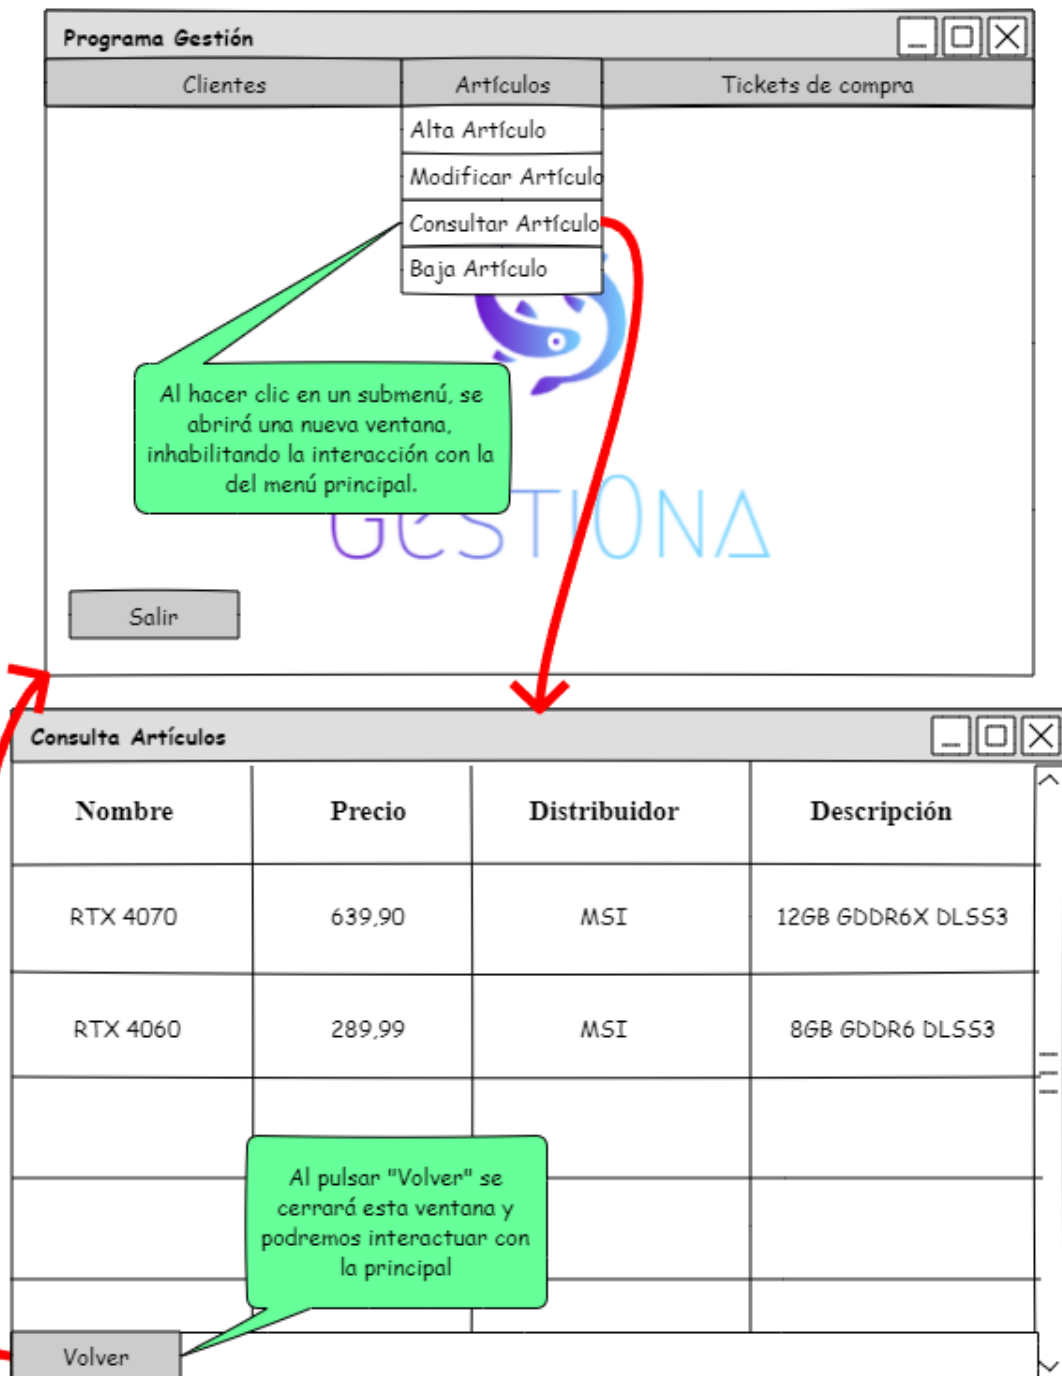 Programa Gestión
Clientes
Artículos
Tickets de compra
Alta Artículo
Modificar Artículo
Consultar Artículo
Baja Artículo
Al hacer clic en un submenú, se
abrirá una nueva ventana,
inhabilitando la interacción con la
del menú principal.
GESTIONA
Salir
Consulta Artículos
Nombre Precio Distribuidor Descripción
RTX 4070 639,90 MSI 12GB GDDR6X DLSS3
RTX 4060 289,99 MSI 8GB GDDR6 DLSS3
Al pulsar "Volver" se
cerrará esta ventana y
podremos interactuar con
la principal
Volver